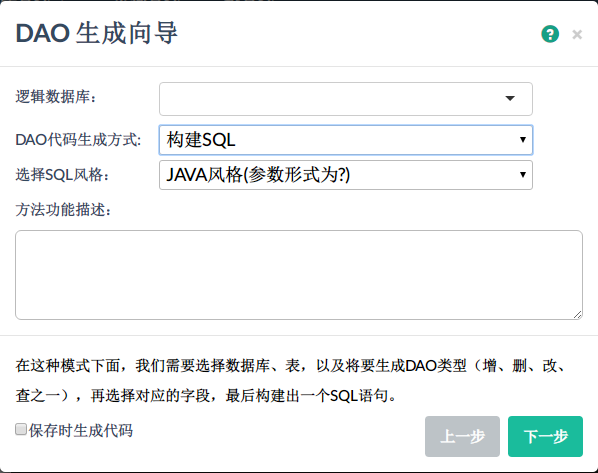 DAO 生成向导
? ×
逻辑数据库：
DAO代码生成方式:
构建SQL
选择SQL风格：
JAVA风格(参数形式为?)
方法功能描述：
在这种模式下面，我们需要选择数据库、表，以及将要生成DAO类型（增、删、改、
查之一），再选择对应的字段，最后构建出一个SQL语句。
保存时生成代码
上一步
下一步